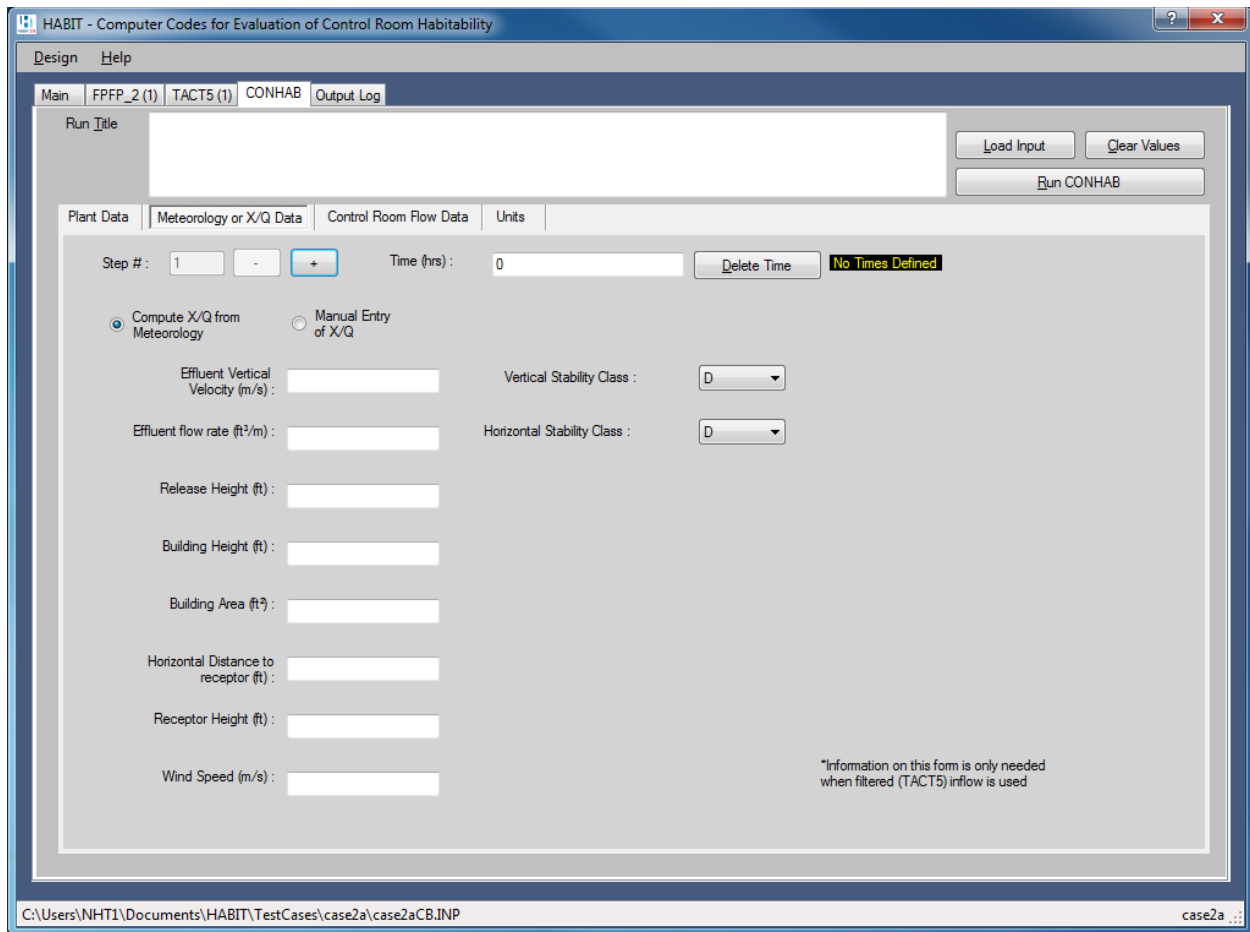 HABIT - Computer Codes for Evaluation of Control Room Habitability
Design Help
Main FPFP_2 (1) TACT5 (1) CONHAB Output Log
Run Title
Load Input Clear Values
Run CONHAB
Plant Data Meteorology or X/Q Data Control Room Flow Data Units
Step # : 1 - + Time (hrs) : 0 Delete Time No Times Defined
Compute X/Q from
Meteorology
Manual Entry
of X/Q
Effluent Vertical
Velocity (m/s) :
Vertical Stability Class : D
Effluent flow rate (ft³/m) :
Horizontal Stability Class : D
Release Height (ft) :
Building Height (ft) :
Building Area (ft²) :
Horizontal Distance to
receptor (ft) :
Receptor Height (ft) :
Wind Speed (m/s) :
*Information on this form is only needed
when filtered (TACT5) inflow is used
C:\Users\NHT1\Documents\HABIT\TestCases\case2a\case2aCB.INP case2a